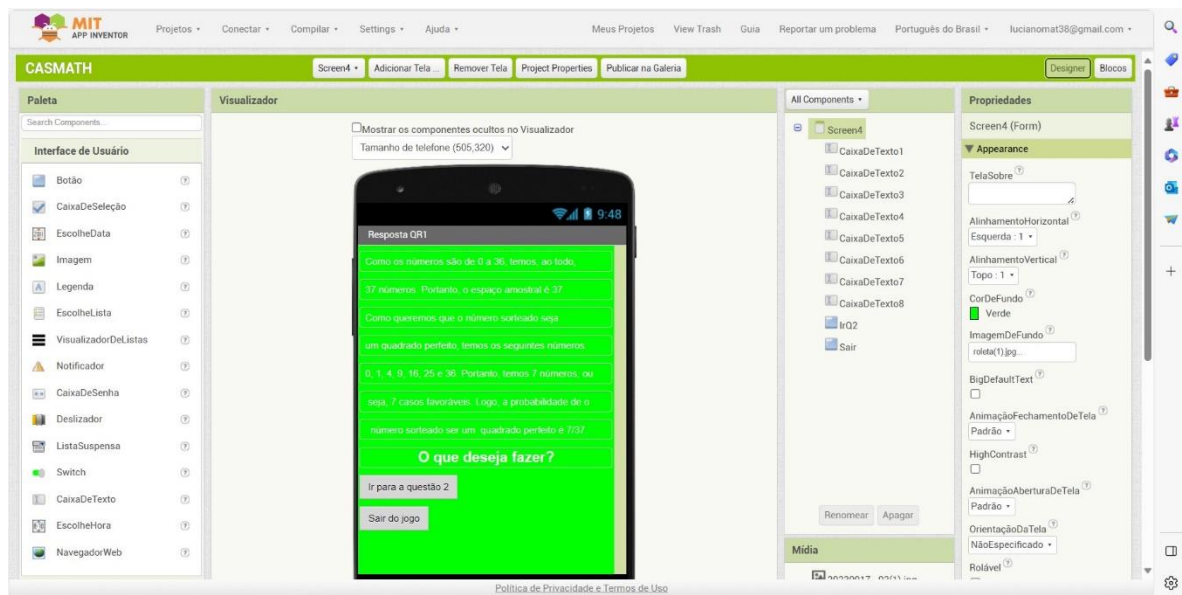 MIT
APP INVENTOR
Projetos
Conectar
Compilar
Settings
Ajuda
Meus Projetos
View Trash
Guia
Reportar um problema
Português do Brasil
lucianomat38@gmail.com
CASMATH
Screen4
Adicionar Tela ...
Remover Tela
Project Properties
Publicar na Galeria
Designer
Blocos
Paleta
Search Components...
Interface de Usuário
Botão
CaixaDeSeleção
EscolheData
Imagem
Legenda
EscolheLista
VisualizadorDeListas
Notificador
CaixaDeSenha
Deslizador
ListaSuspensa
Switch
CaixaDeTexto
EscolheHora
NavegadorWeb
Visualizador
Mostrar os componentes ocultos no Visualizador
Tamanho de telefone (505,320)
9:48
Resposta QR1
Como os números são de 0 a 36, temos, ao todo,
37 números. Portanto, o espaço amostral é 37
Como queremos que o número sorteado seja
um quadrado perfeito, temos os seguintes números
0, 1, 4, 9, 16, 25 e 36. Portanto, temos 7 números, ou
seja, 7 casos favoráveis. Logo, a probabilidade de o
número sorteado ser um quadrado perfeito é 7/37
O que deseja fazer?
Ir para a questão 2
Sair do jogo
All Components
Screen4
CaixaDeTexto1
CaixaDeTexto2
CaixaDeTexto3
CaixaDeTexto4
CaixaDeTexto5
CaixaDeTexto6
CaixaDeTexto7
CaixaDeTexto8
IrQ2
Sair
Renomear
Apagar
Mídia
Propriedades
Screen4 (Form)
Appearance
TelaSobre
AlinhamentoHorizontal
Esquerda : 1
AlinhamentoVertical
Topo : 1
CorDeFundo
Verde
ImagemDeFundo
roleta(1).jpg...
BigDefaultText
AnimaçãoFechamentoDeTela
Padrão
HighContrast
AnimaçãoAberturaDeTela
Padrão
OrientaçãoDaTela
NãoEspecificado
Rolável
Política de Privacidade e Termos de Uso